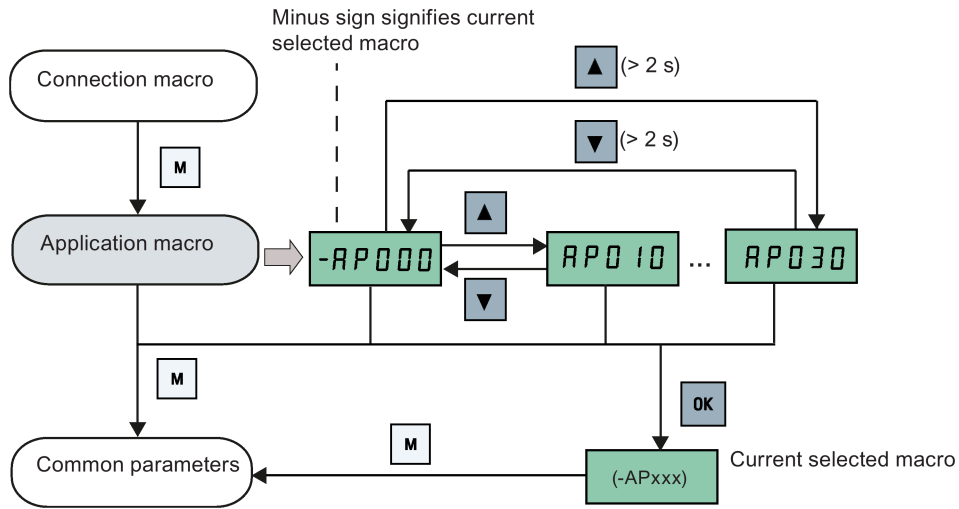 Minus sign signifies current
selected macro
Connection macro
▲ (> 2 s)
▼ (> 2 s)
M
▲
Application macro
-AP000
AP010
...
AP030
▼
M
OK
M
Common parameters
(-APxxx)
Current selected macro